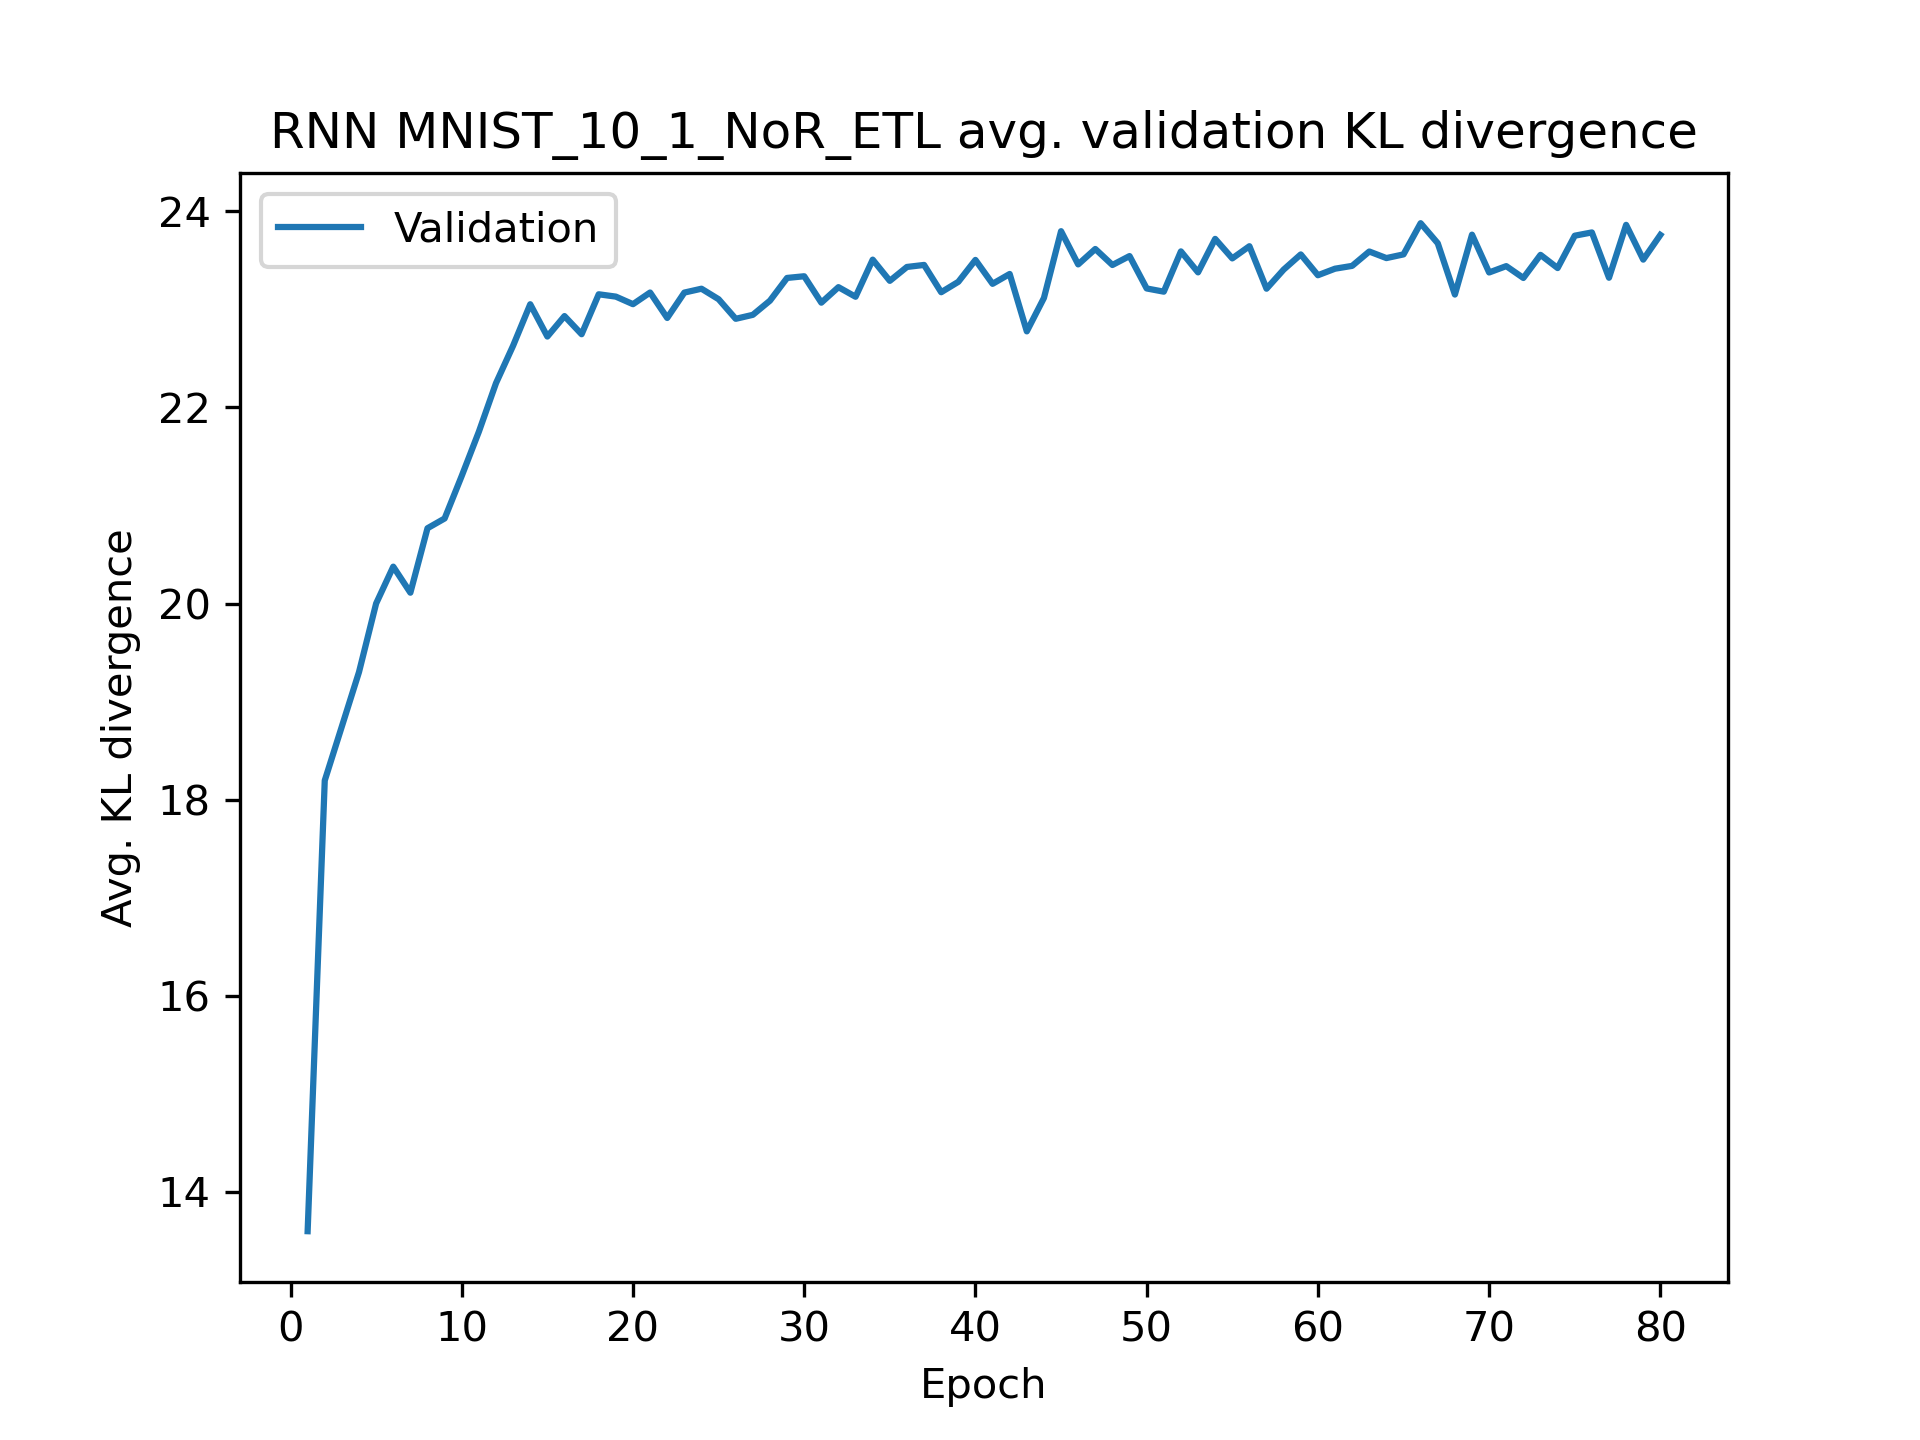 RNN MNIST_10_1_NoR_ETL avg. validation KL divergence
Validation
24
22
20
18
16
14
Avg. KL divergence
0 10 20 30 40 50 60 70 80
Epoch